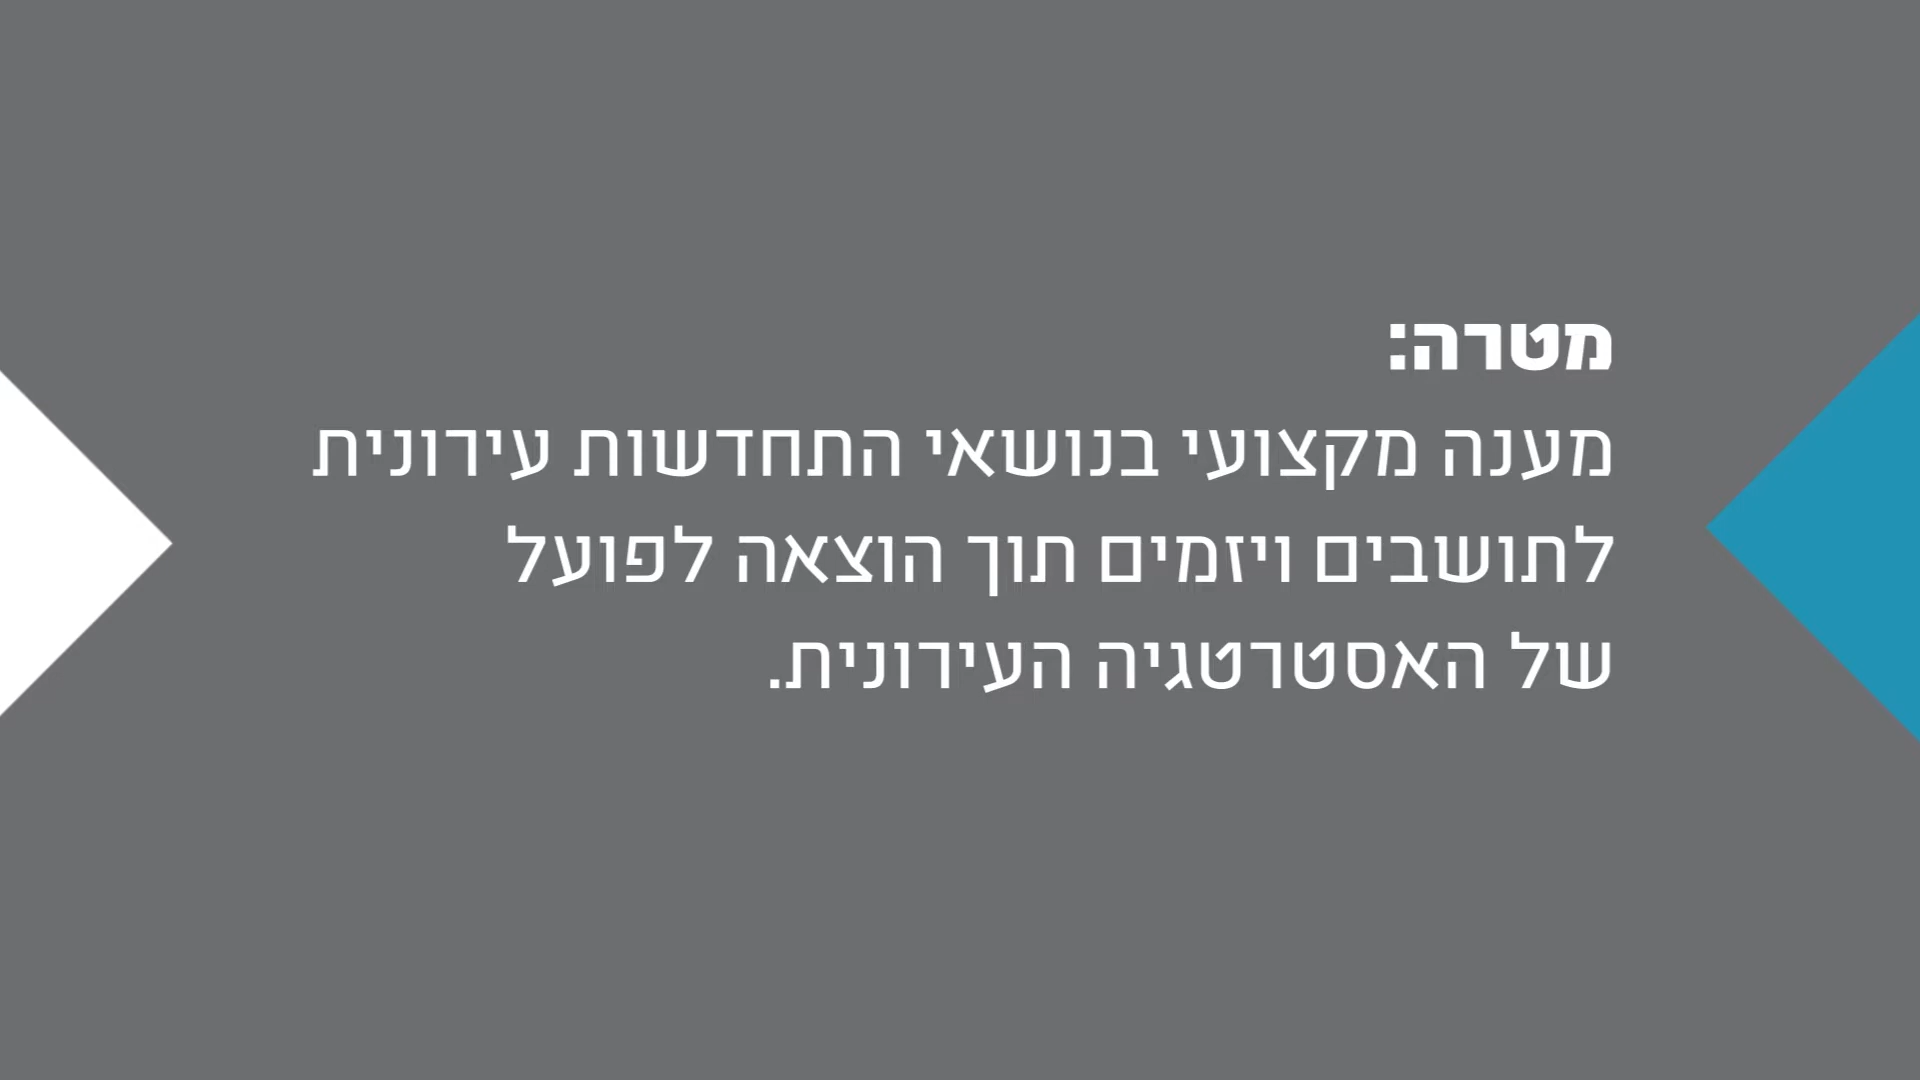 מטרה:
מענה מקצועי בנושאי התחדשות עירונית
לתושבים ויזמים תוך הוצאה לפועל
של האסטרטגיה העירונית.